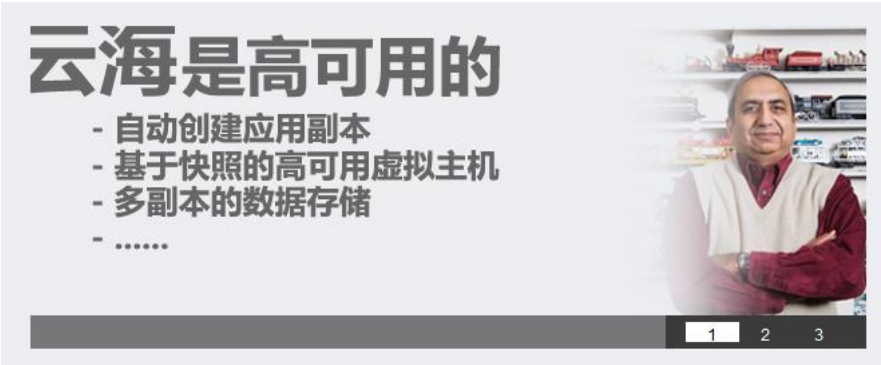 云海是高可用的
- 自动创建应用副本
- 基于快照的高可用虚拟主机
- 多副本的数据存储
- ......
1 2 3